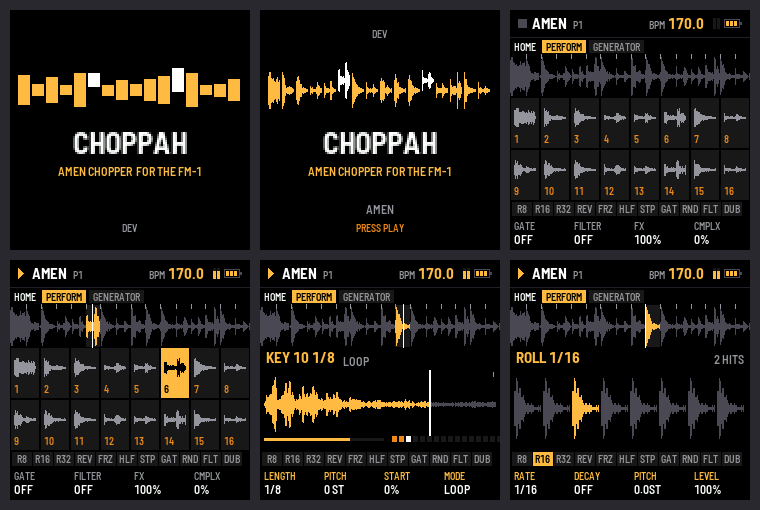 CHOPPAH
AMEN CHOPPER FOR THE FM-1
DEV
DEV
CHOPPAH
AMEN CHOPPER FOR THE FM-1
AMEN
PRESS PLAY
AMEN P1 BPM 170.0
HOME PERFORM GENERATOR
1 2 3 4 5 6 7 8
9 10 11 12 13 14 15 16
R8 R16 R32 REV FRZ HLF STP GAT RND FLT DUB
GATE FILTER FX CMPLX
OFF OFF 100% 0%
AMEN P1 BPM 170.0
HOME PERFORM GENERATOR
1 2 3 4 5 6 7 8
9 10 11 12 13 14 15 16
R8 R16 R32 REV FRZ HLF STP GAT RND FLT DUB
GATE FILTER FX CMPLX
OFF OFF 100% 0%
AMEN P1 BPM 170.0
HOME PERFORM GENERATOR
KEY 10 1/8 LOOP
R8 R16 R32 REV FRZ HLF STP GAT RND FLT DUB
LENGTH PITCH START MODE
1/8 0 ST 0% LOOP
AMEN P1 BPM 170.0
HOME PERFORM GENERATOR
ROLL 1/16 2 HITS
R8 R16 R32 REV FRZ HLF STP GAT RND FLT DUB
RATE DECAY PITCH LEVEL
1/16 OFF 0.0ST 100%